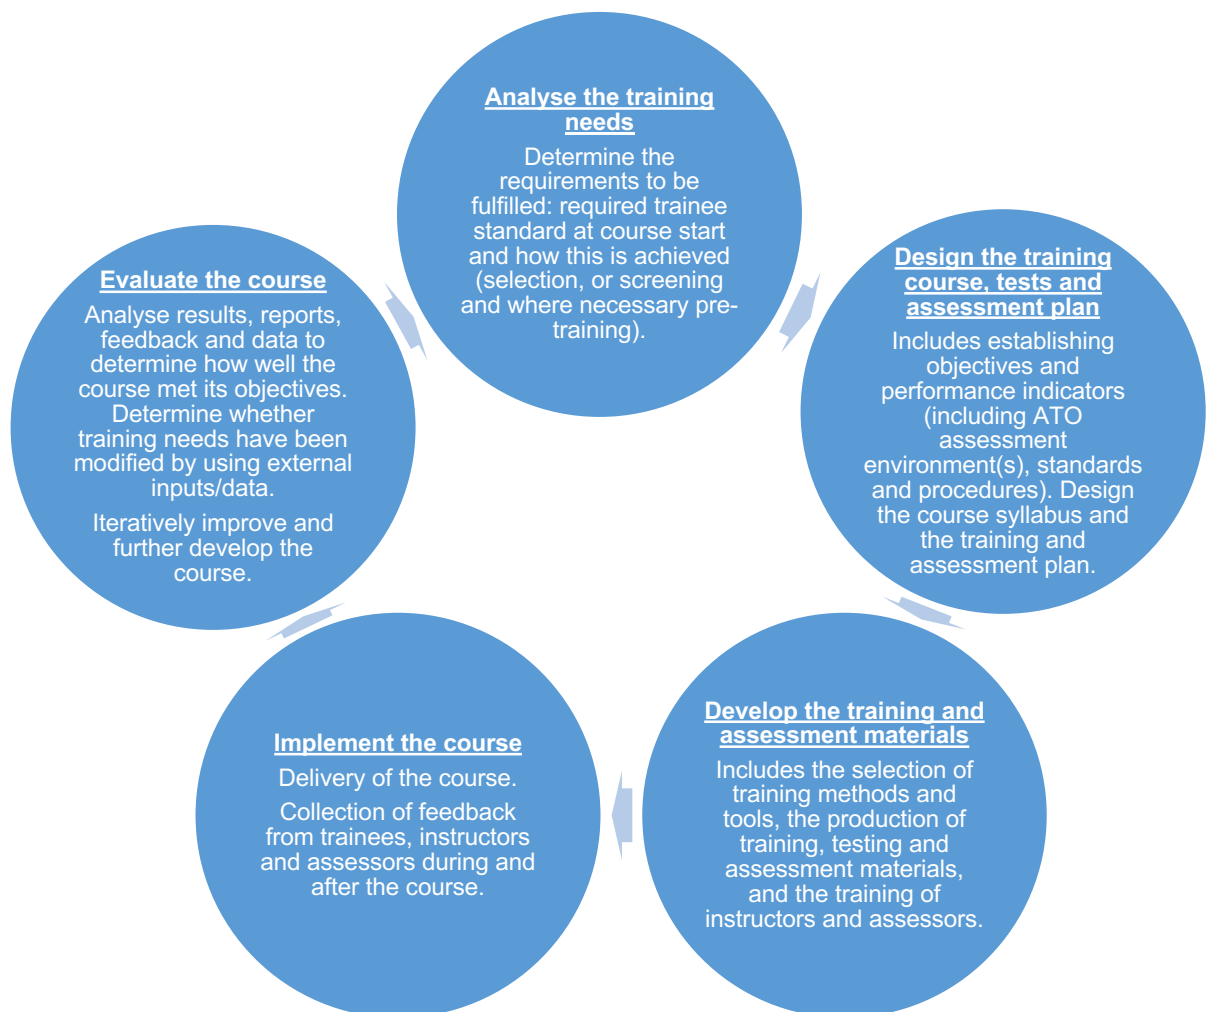 Analyse the training
needs
Determine the
requirements to be
fulfilled: required trainee
standard at course start
and how this is achieved
(selection, or screening
and where necessary pre-
training).
Design the training
course, tests and
assessment plan
Includes establishing
objectives and
performance indicators
(including ATO
assessment
environment(s), standards
and procedures). Design
the course syllabus and
the training and
assessment plan.
Develop the training and
assessment materials
Includes the selection of
training methods and
tools, the production of
training, testing and
assessment materials,
and the training of
instructors and assessors.
Implement the course
Delivery of the course.
Collection of feedback
from trainees, instructors
and assessors during and
after the course.
Evaluate the course
Analyse results, reports,
feedback and data to
determine how well the
course met its objectives.
Determine whether
training needs have been
modified by using external
inputs/data.
Iteratively improve and
further develop the
course.